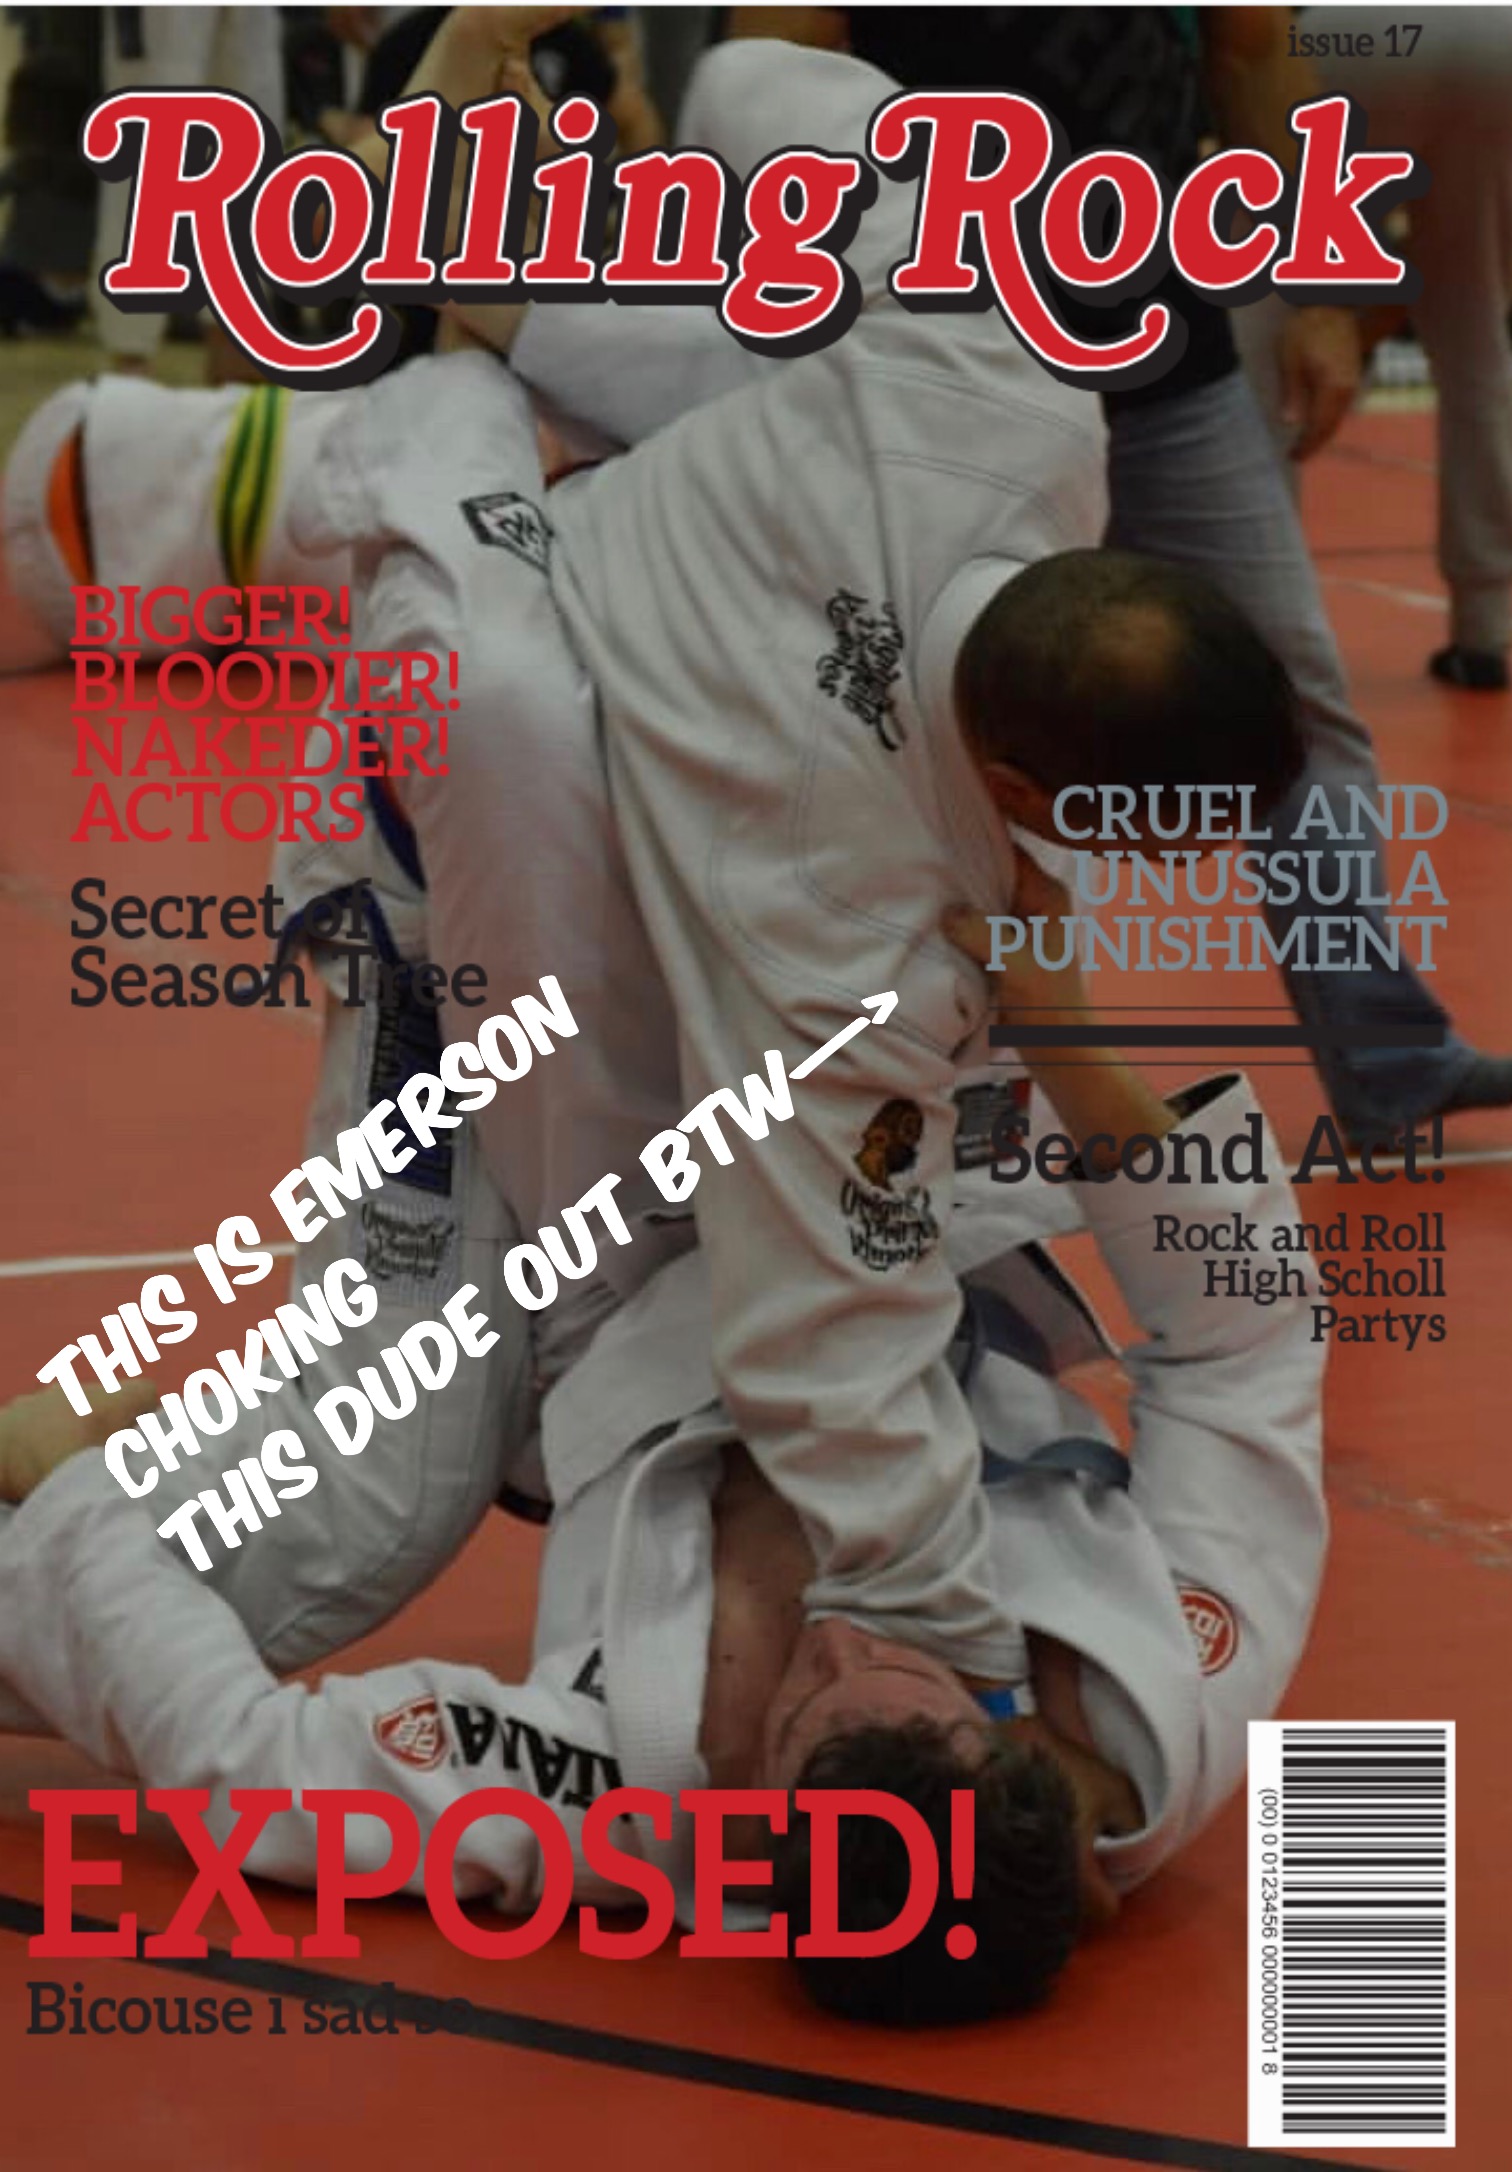 issue 17
Rolling Rock
BIGGER!
BLOODIER!
NAKEDER!
ACTORS
Secret of
Season Tree
CRUEL AND
UNUSSULA
PUNISHMENT
THIS IS EMERSON
CHOKING
THIS DUDE OUT BTW
Second Act!
Rock and Roll
High Scholl
Partys
EXPOSED!
Bicouse i sad so.
(00) 0 0123456 000000001 8